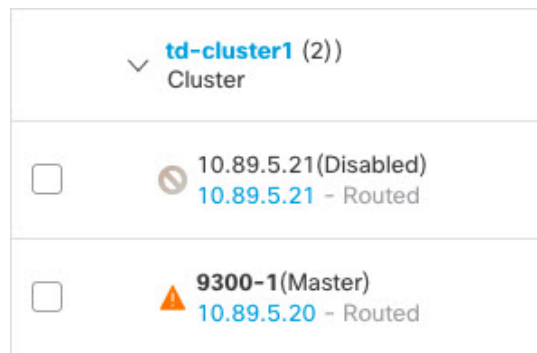 td-cluster1 (2))
Cluster
10.89.5.21(Disabled)
10.89.5.21 - Routed
9300-1(Master)
10.89.5.20 - Routed